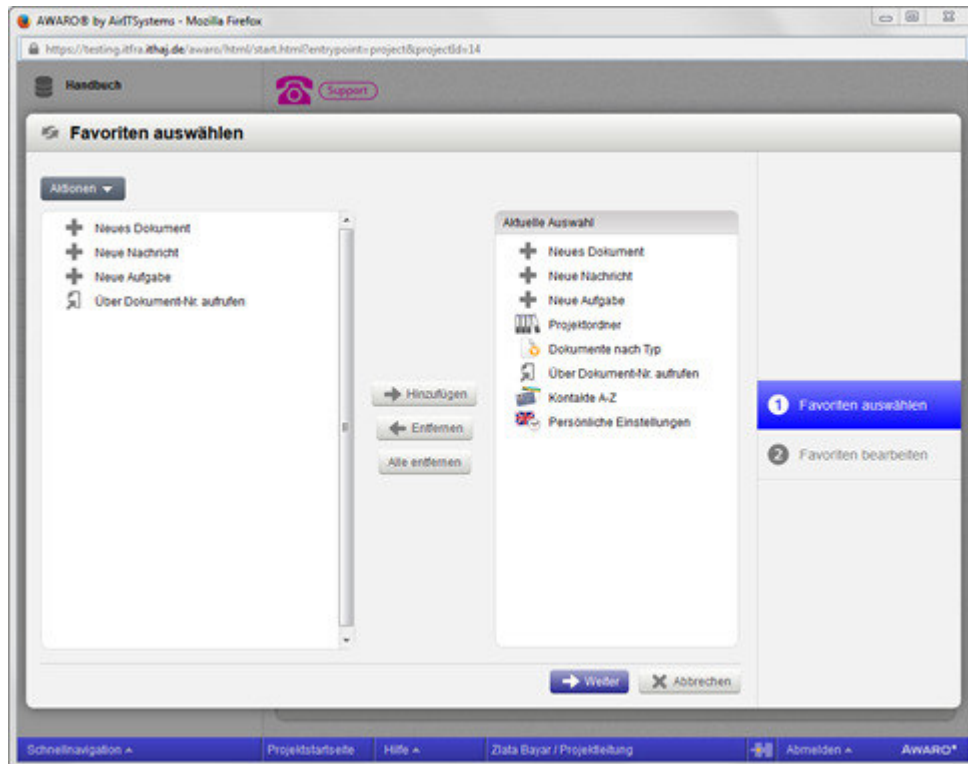 AWARO® by AirITSystems - Mozilla Firefox
https://testing.itfra.ithaj.de/awaro/html/start.html?entrypoint=project&projectId=14
Handbuch
Support
Favoriten auswählen
Aktionen
Neues Dokument
Neue Nachricht
Neue Aufgabe
Über Dokument-Nr. aufrufen
Hinzufügen
Entfernen
Alle entfernen
Aktuelle Auswahl
Neues Dokument
Neue Nachricht
Neue Aufgabe
Projektordner
Dokumente nach Typ
Über Dokument-Nr. aufrufen
Kontakte A-Z
Persönliche Einstellungen
1 Favoriten auswählen
2 Favoriten bearbeiten
Weiter
Abbrechen
Schnellnavigation
Projektstartseite
Hilfe
Zlata Bayar / Projektleitung
Abmelden
AWARO®